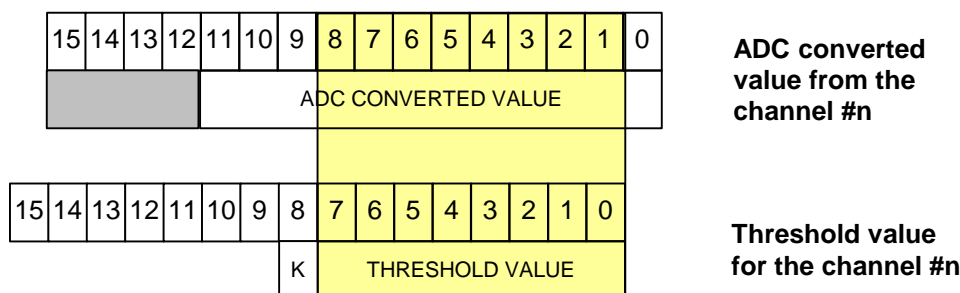 15 14 13 12 11 10 9 8 7 6 5 4 3 2 1 0
ADC CONVERTED VALUE
ADC converted
value from the
channel #n
15 14 13 12 11 10 9 8 7 6 5 4 3 2 1 0
K THRESHOLD VALUE
Threshold value
for the channel #n